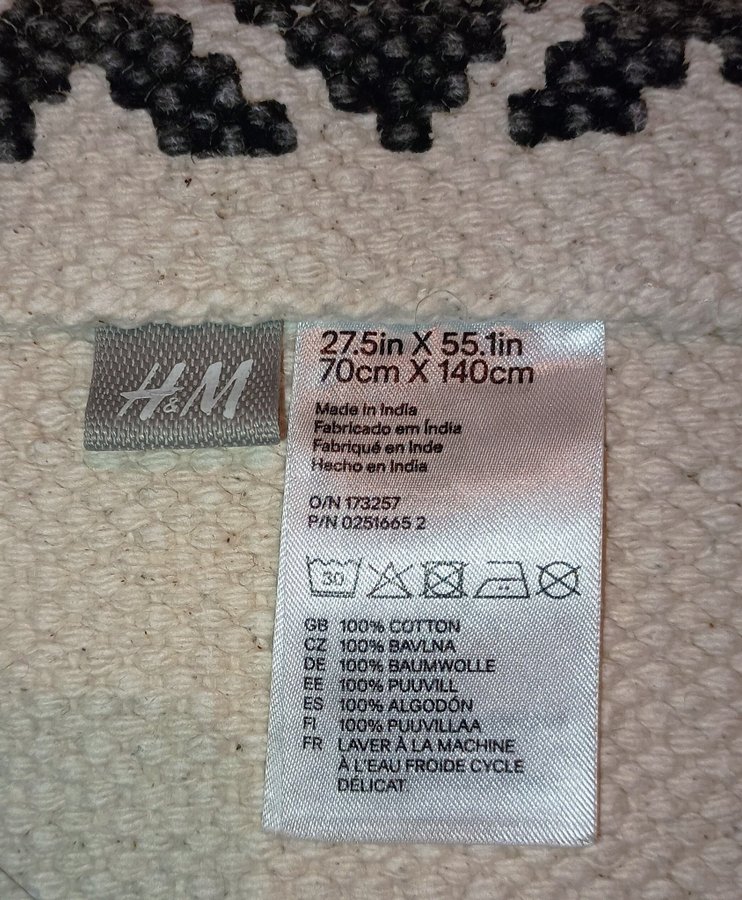 H&M
27.5in X 55.1in
70cm X 140cm
Made in India
Fabricado em Índia
Fabriqué en Inde
Hecho en India
O/N 173257
P/N 0251665 2
30
GB 100% COTTON
CZ 100% BAVLNA
DE 100% BAUMWOLLE
EE 100% PUUVILL
ES 100% ALGODÓN
FI 100% PUUVILLAA
FR LAVER À LA MACHINE
À L'EAU FROIDE CYCLE
DÉLICAT.